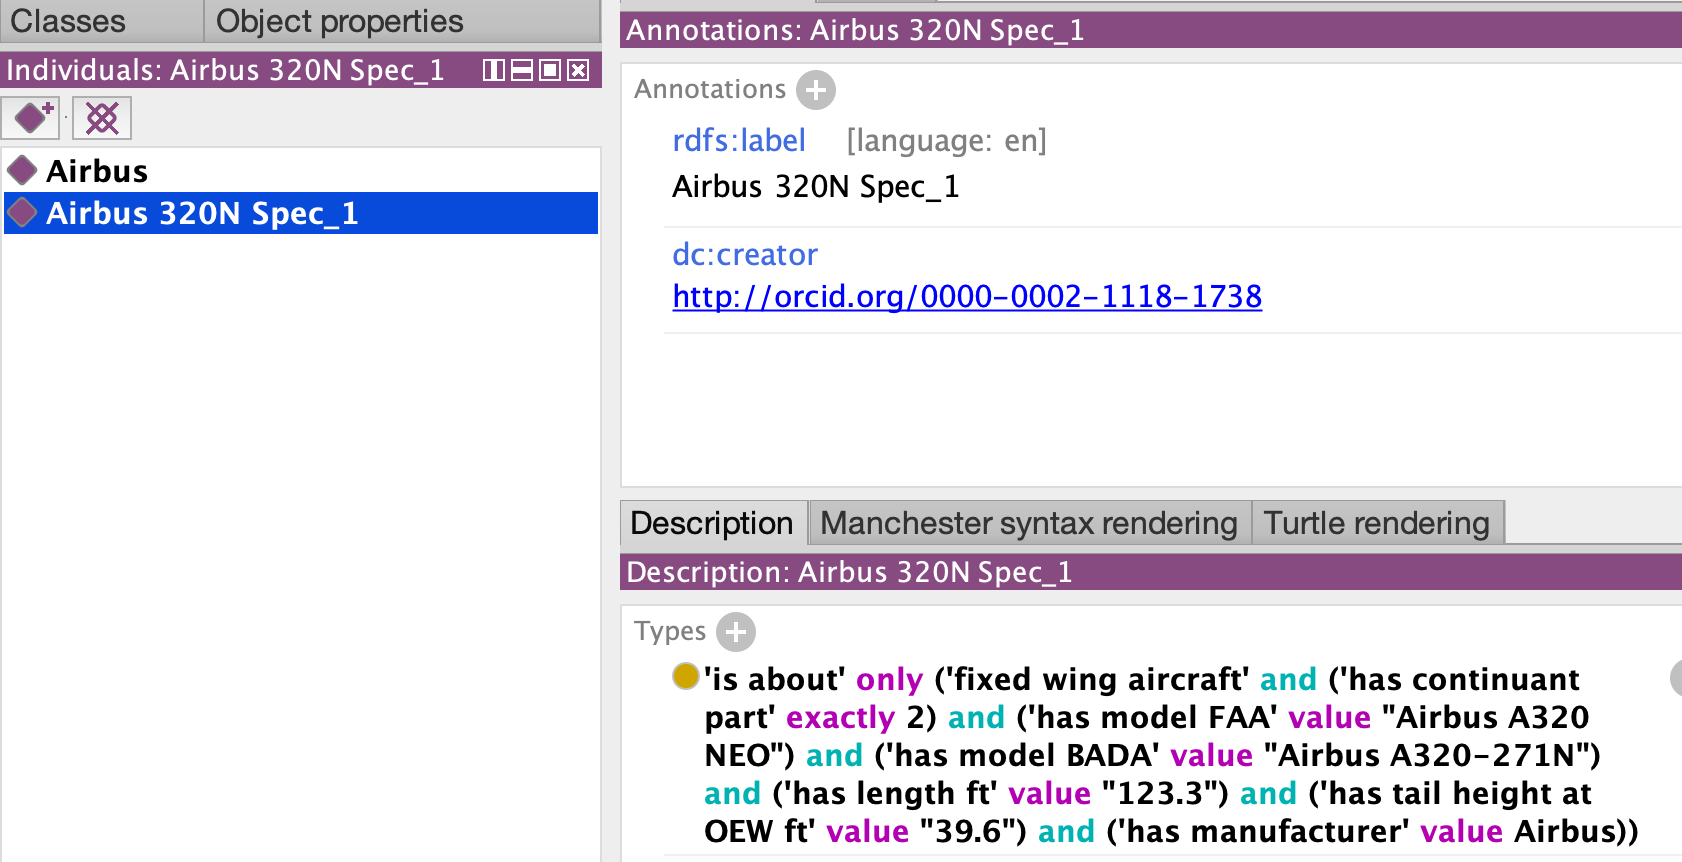 Classes
Object properties
Individuals: Airbus 320N Spec_1
Airbus
Airbus 320N Spec_1
Annotations: Airbus 320N Spec_1
Annotations
rdfs:label [language: en]
Airbus 320N Spec_1
dc:creator
http://orcid.org/0000-0002-1118-1738
Description
Manchester syntax rendering
Turtle rendering
Description: Airbus 320N Spec_1
Types
'is about' only ('fixed wing aircraft' and ('has continuant
part' exactly 2) and ('has model FAA' value "Airbus A320
NEO") and ('has model BADA' value "Airbus A320-271N")
and ('has length ft' value "123.3") and ('has tail height at
OEW ft' value "39.6") and ('has manufacturer' value Airbus))